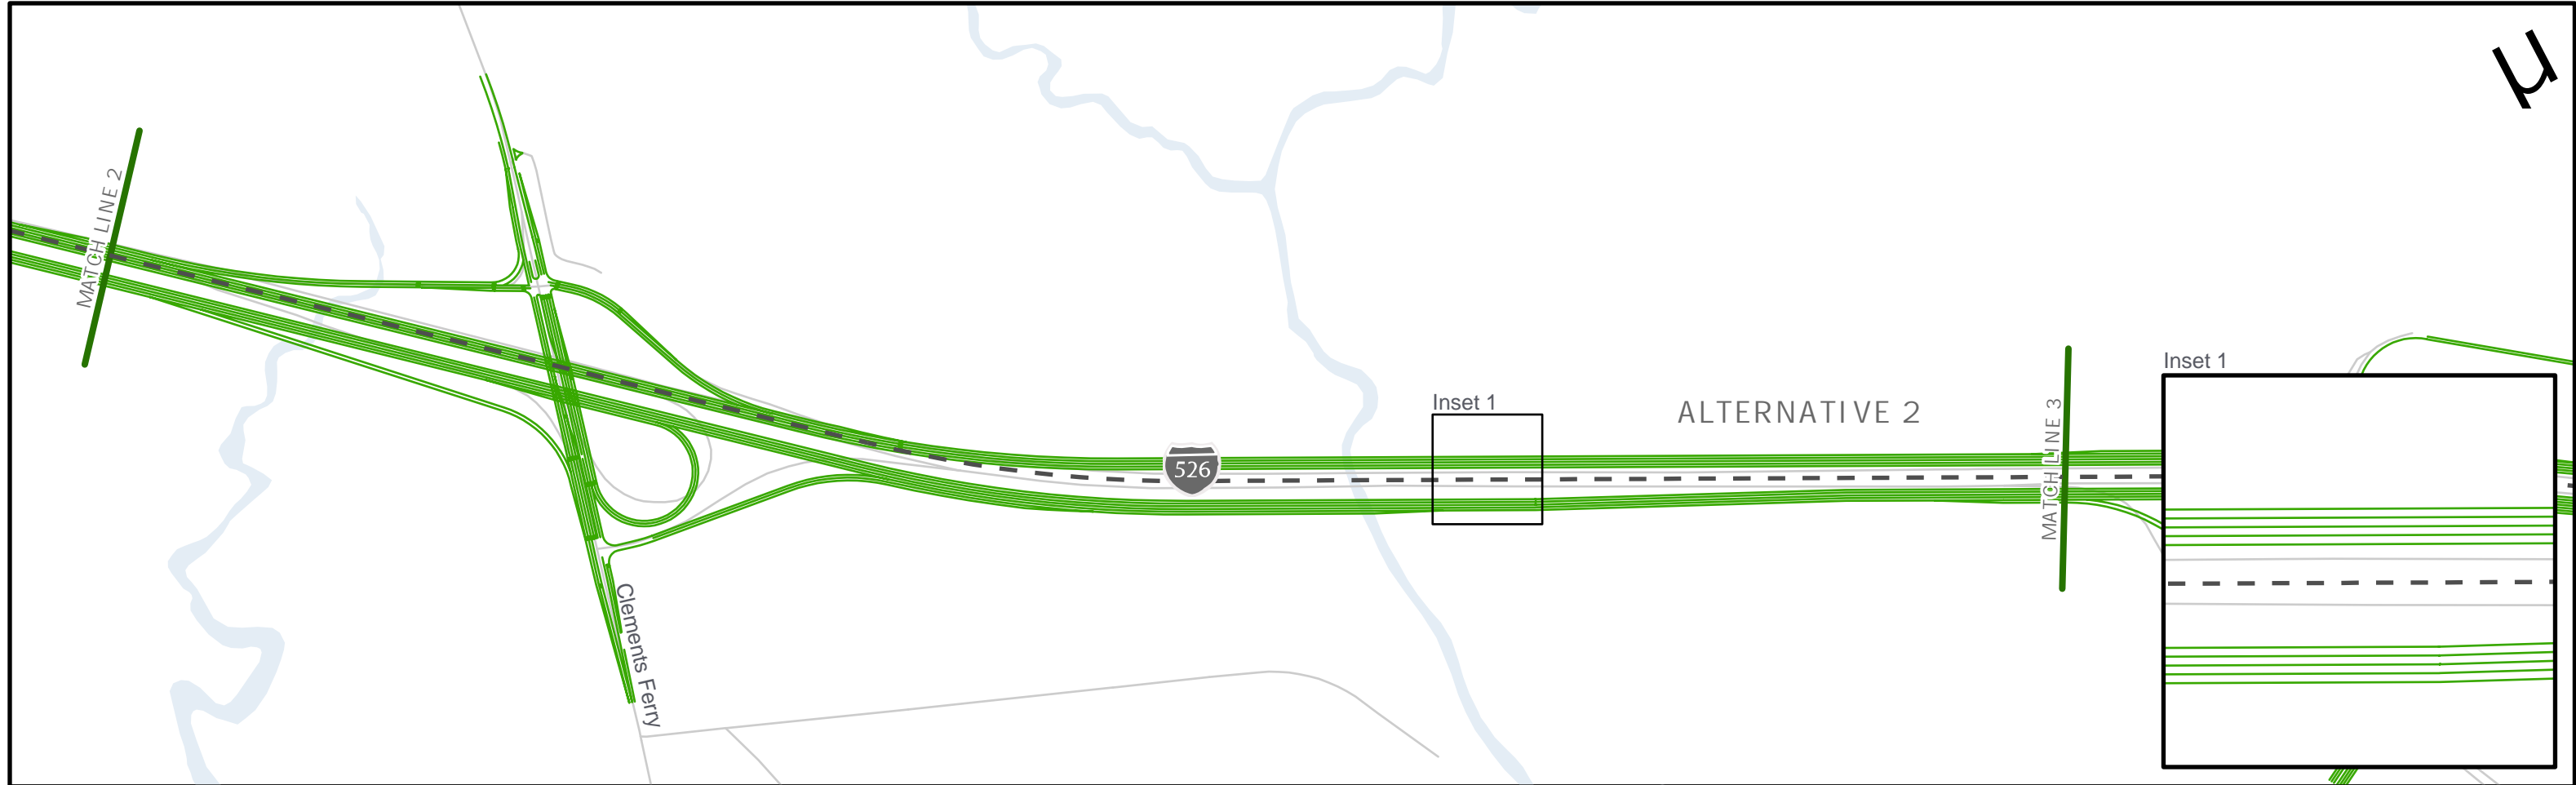 µ
MATCH LINE 2
Inset 1
Inset 1
ALTERNATIVE 2
MATCH LINE 3
526
Clements Ferry